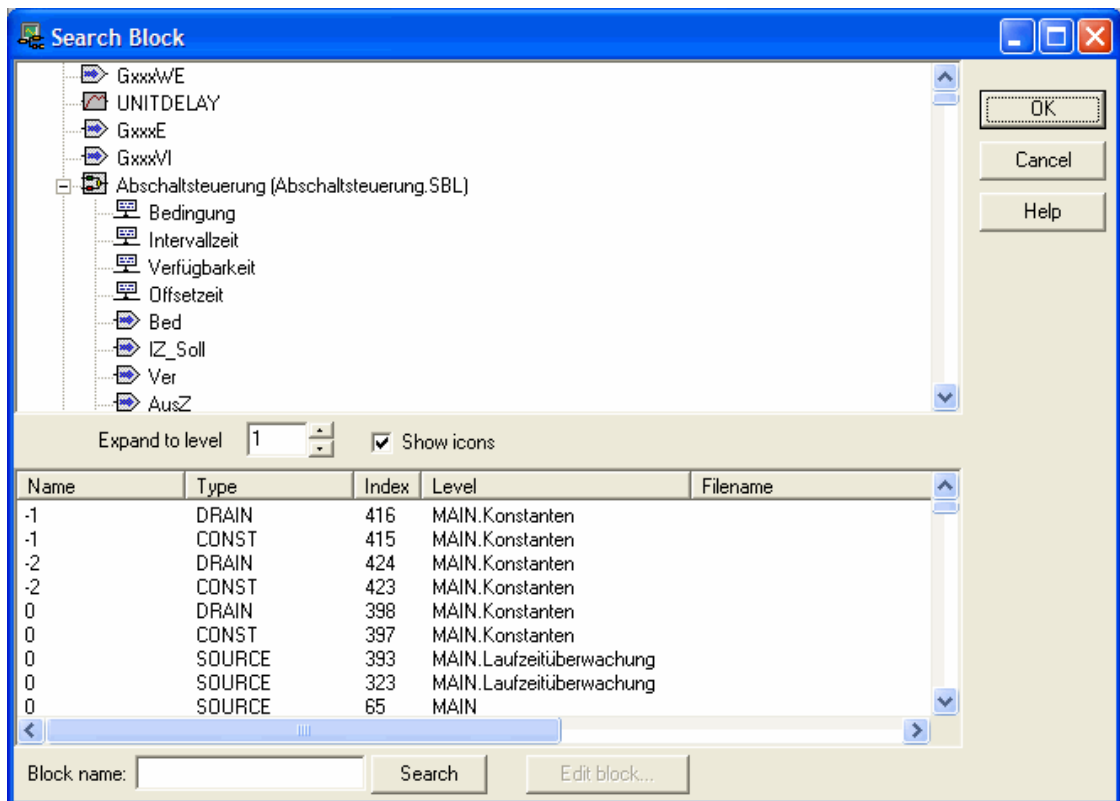 Search Block
GxxxWE
UNITDELAY
GxxxE
GxxxVI
Abschaltsteuerung (Abschaltsteuerung.SBL)
Bedingung
Intervallzeit
Verfügbarkeit
Offsetzeit
Bed
IZ_Soll
Ver
AusZ
OK
Cancel
Help
Expand to level 1 Show icons
Name Type Index Level Filename
-1 DRAIN 416 MAIN.Konstanten
-1 CONST 415 MAIN.Konstanten
-2 DRAIN 424 MAIN.Konstanten
-2 CONST 423 MAIN.Konstanten
0 DRAIN 398 MAIN.Konstanten
0 CONST 397 MAIN.Konstanten
0 SOURCE 393 MAIN.Laufzeitüberwachung
0 SOURCE 323 MAIN.Laufzeitüberwachung
0 SOURCE 65 MAIN
Block name: Search Edit block...